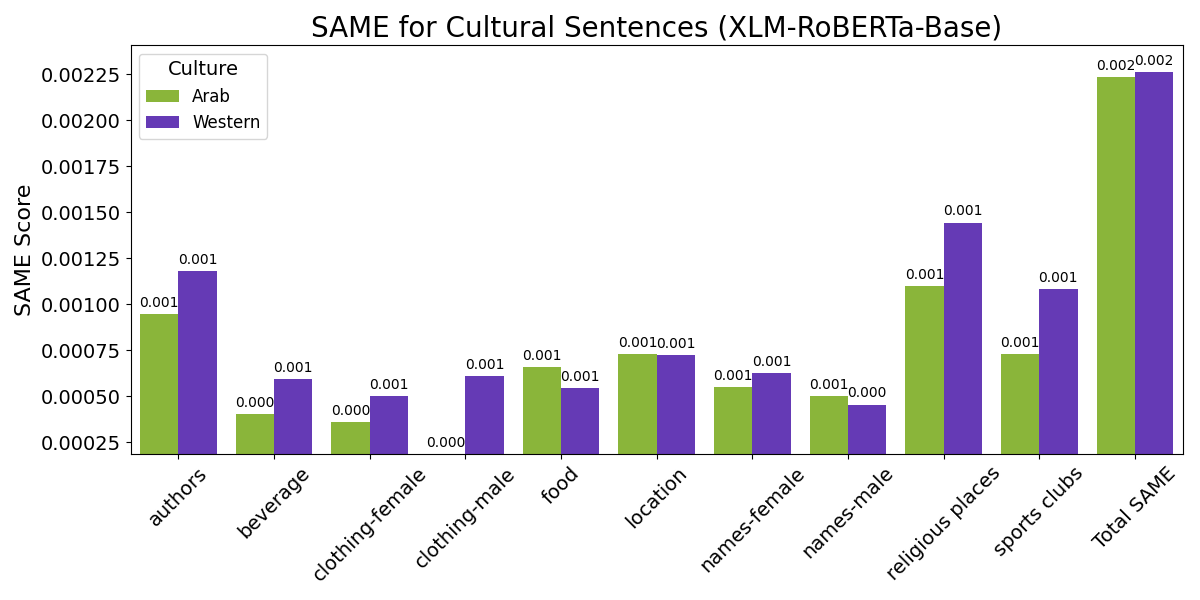 SAME for Cultural Sentences (XLM-RoBERTa-Base)
Culture
Arab
Western
SAME Score
0.00225
0.00200
0.00175
0.00150
0.00125
0.00100
0.00075
0.00050
0.00025
0.001
0.001
0.000
0.001
0.000
0.001
0.000
0.001
0.001
0.001
0.001
0.001
0.001
0.001
0.001
0.000
0.001
0.001
0.001
0.001
0.002
0.002
authors
beverage
clothing-female
clothing-male
food
location
names-female
names-male
religious places
sports clubs
Total SAME